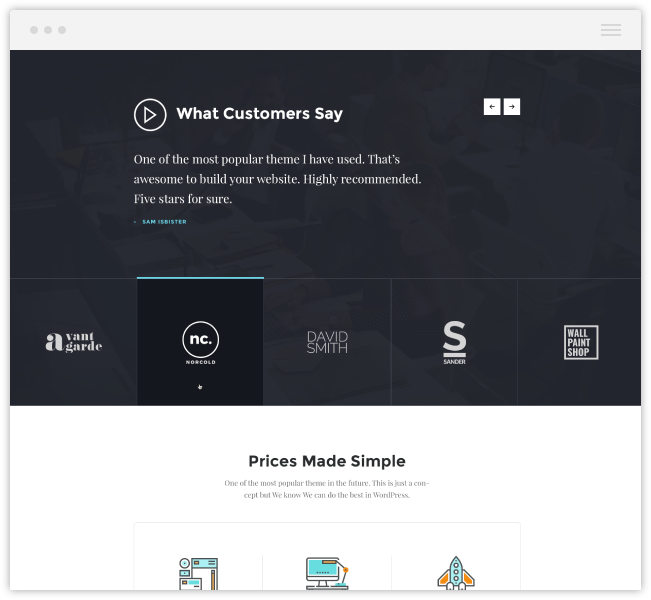 What Customers Say
One of the most popular theme I have used. That's
awesome to build your website. Highly recommended.
Five stars for sure.
SAM ISBISTER
avant
garde
nc.
NORCOLD
DAVID
SMITH
S
SANDER
WALL
PAINT
SHOP
Prices Made Simple
One of the most popular theme in the future. This is just a con-
cept but We know We can do the best in WordPress.